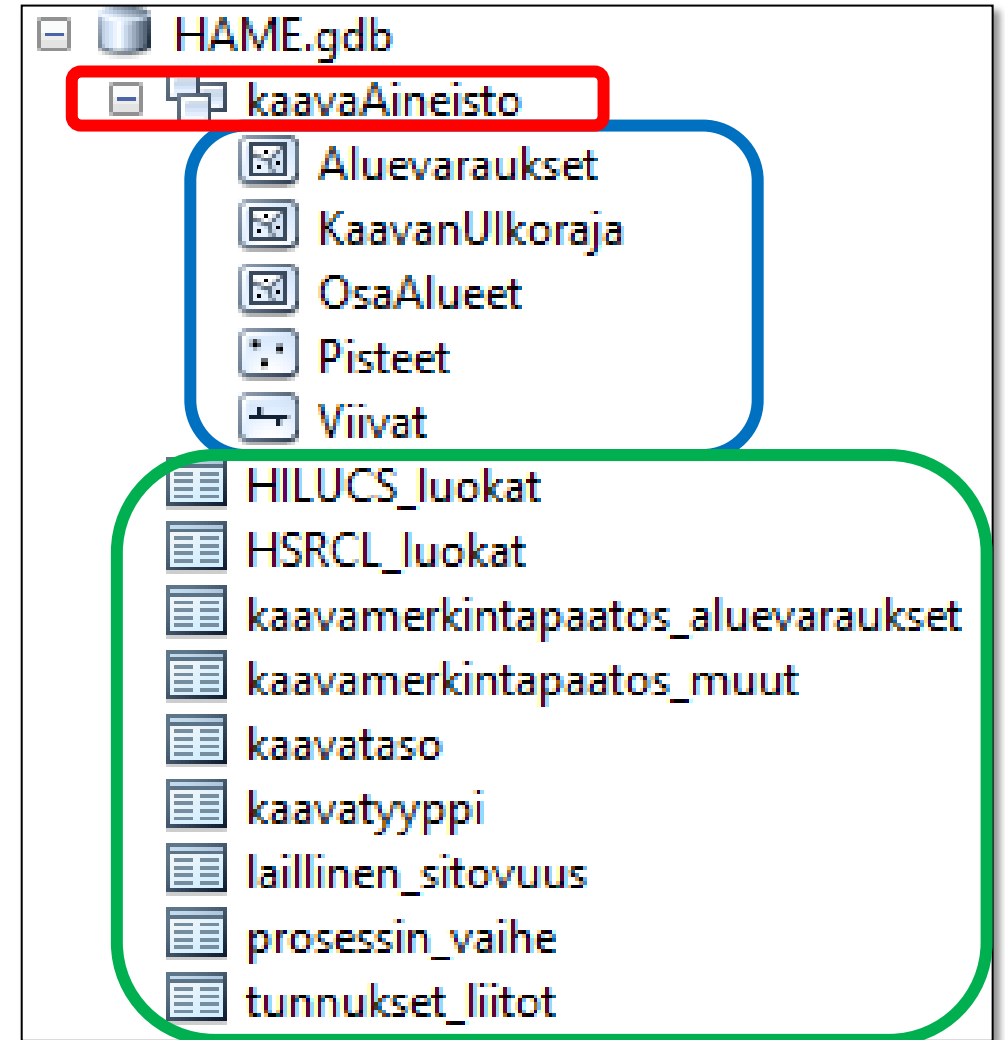 HAME.gdb
kaavaAineisto
Aluevaraukset
KaavanUlkoraja
OsaAlueet
Pisteet
Viivat
HILUCS_luokat
HSRCL_luokat
kaavamerkintapaatos_aluevaraukset
kaavamerkintapaatos_muut
kaavataso
kaavatyyppi
laillinen_sitovuus
prosessin_vaihe
tunnukset_liitot